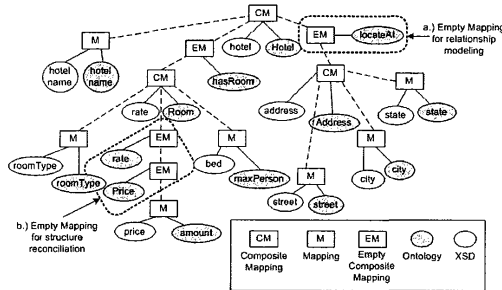 CM
a.) Empty Mapping
for relationship
modeling
EM
locateAt
M
EM
hotel
Hotel
hotel
name
hotel
name
CM
hasRoom
CM
M
rate
Room
address
Address
state
state
M
EM
M
M
roomType
roomType
rate
bed
maxPerson
city
city
EM
Price
M
street
street
b.) Empty Mapping
for structure
reconciliation
M
price
amount
CM
M
EM
Composite
Mapping
Mapping
Empty
Composite
Mapping
Ontology
XSD